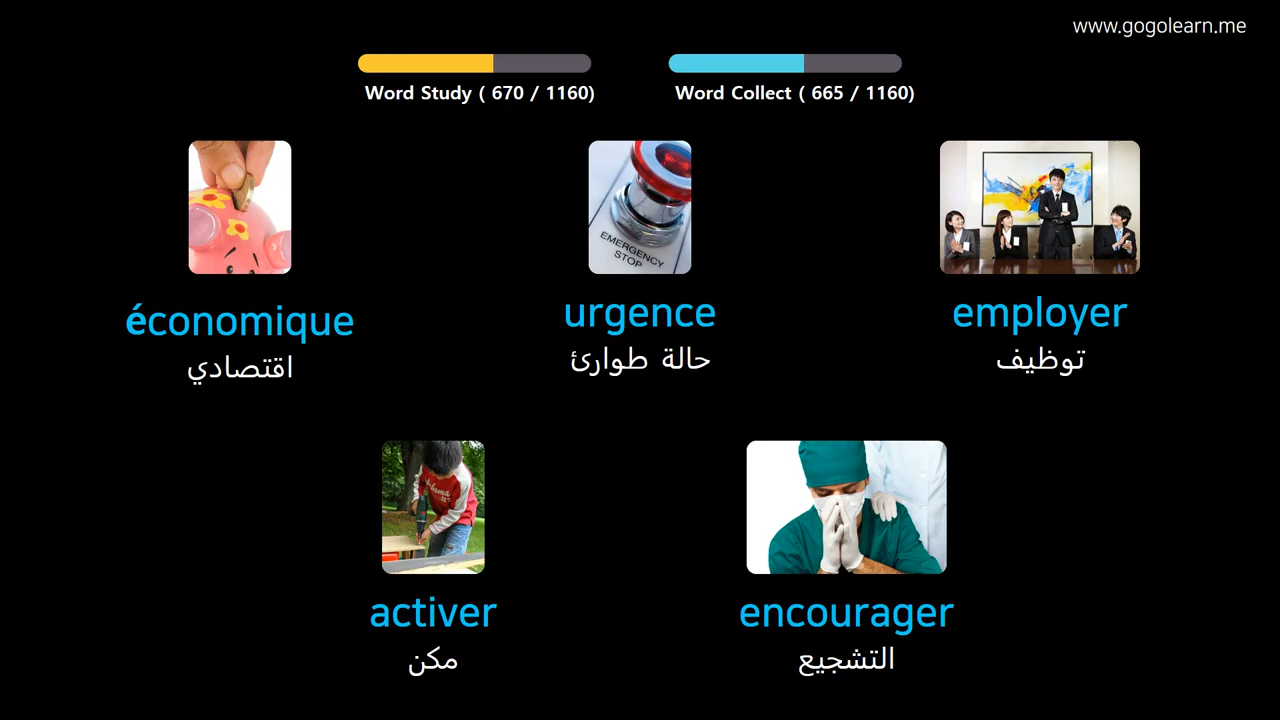 www.gogolearn.me
Word Study ( 670 / 1160)
Word Collect ( 665 / 1160)
EMERGENCY
STOP
économique
urgence
employer
اقتصادي
حالة طوارئ
توظيف
activer
encourager
مكن
التشجيع